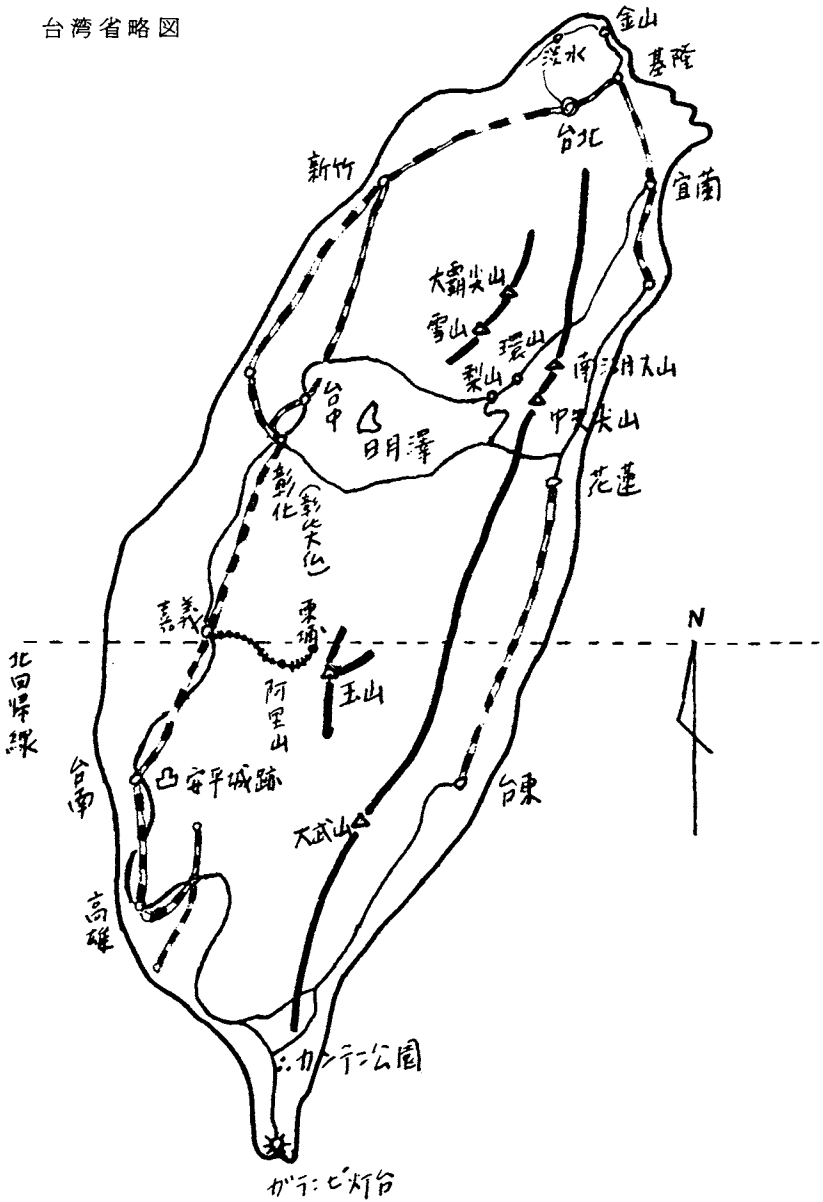 台湾省略図
金山
淡水
基隆
台北
新竹
宜蘭
大霸尖山
雪山
環山
梨山
南湖大山
中央尖山
台中
日月澤
花蓮
彰化
(彰化大仏)
嘉義
東埔
N
北回帰線
阿里山
玉山
台南
安平城跡
台東
大武山
高雄
カンテン公園
ガランピ灯台